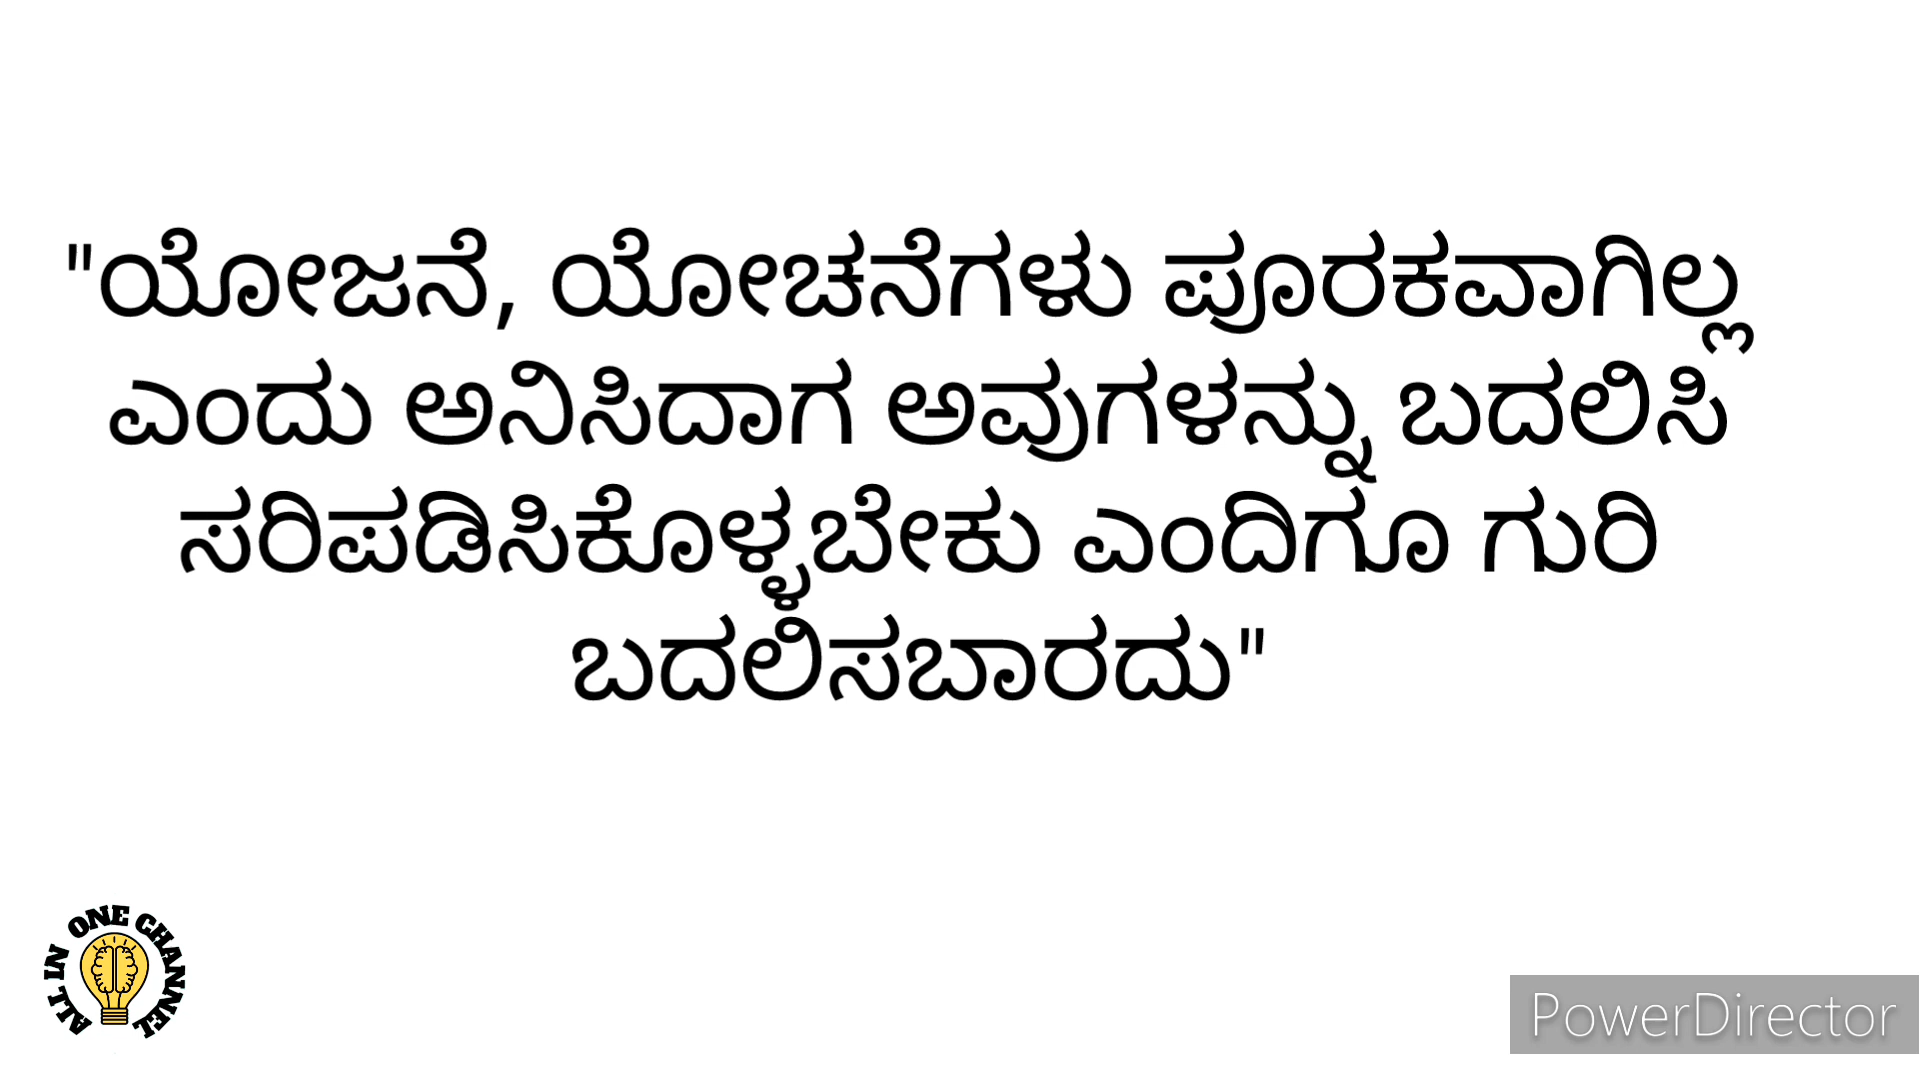 "ಯೋಜನೆ, ಯೋಚನೆಗಳು ಪೂರಕವಾಗಿಲ್ಲ
ಎಂದು ಅನಿಸಿದಾಗ ಅವುಗಳನ್ನು ಬದಲಿಸಿ
ಸರಿಪಡಿಸಿಕೊಳ್ಳಬೇಕು ಎಂದಿಗೂ ಗುರಿ
ಬದಲಿಸಬಾರದು"
ALL IN ONE CHANNEL
PowerDirector